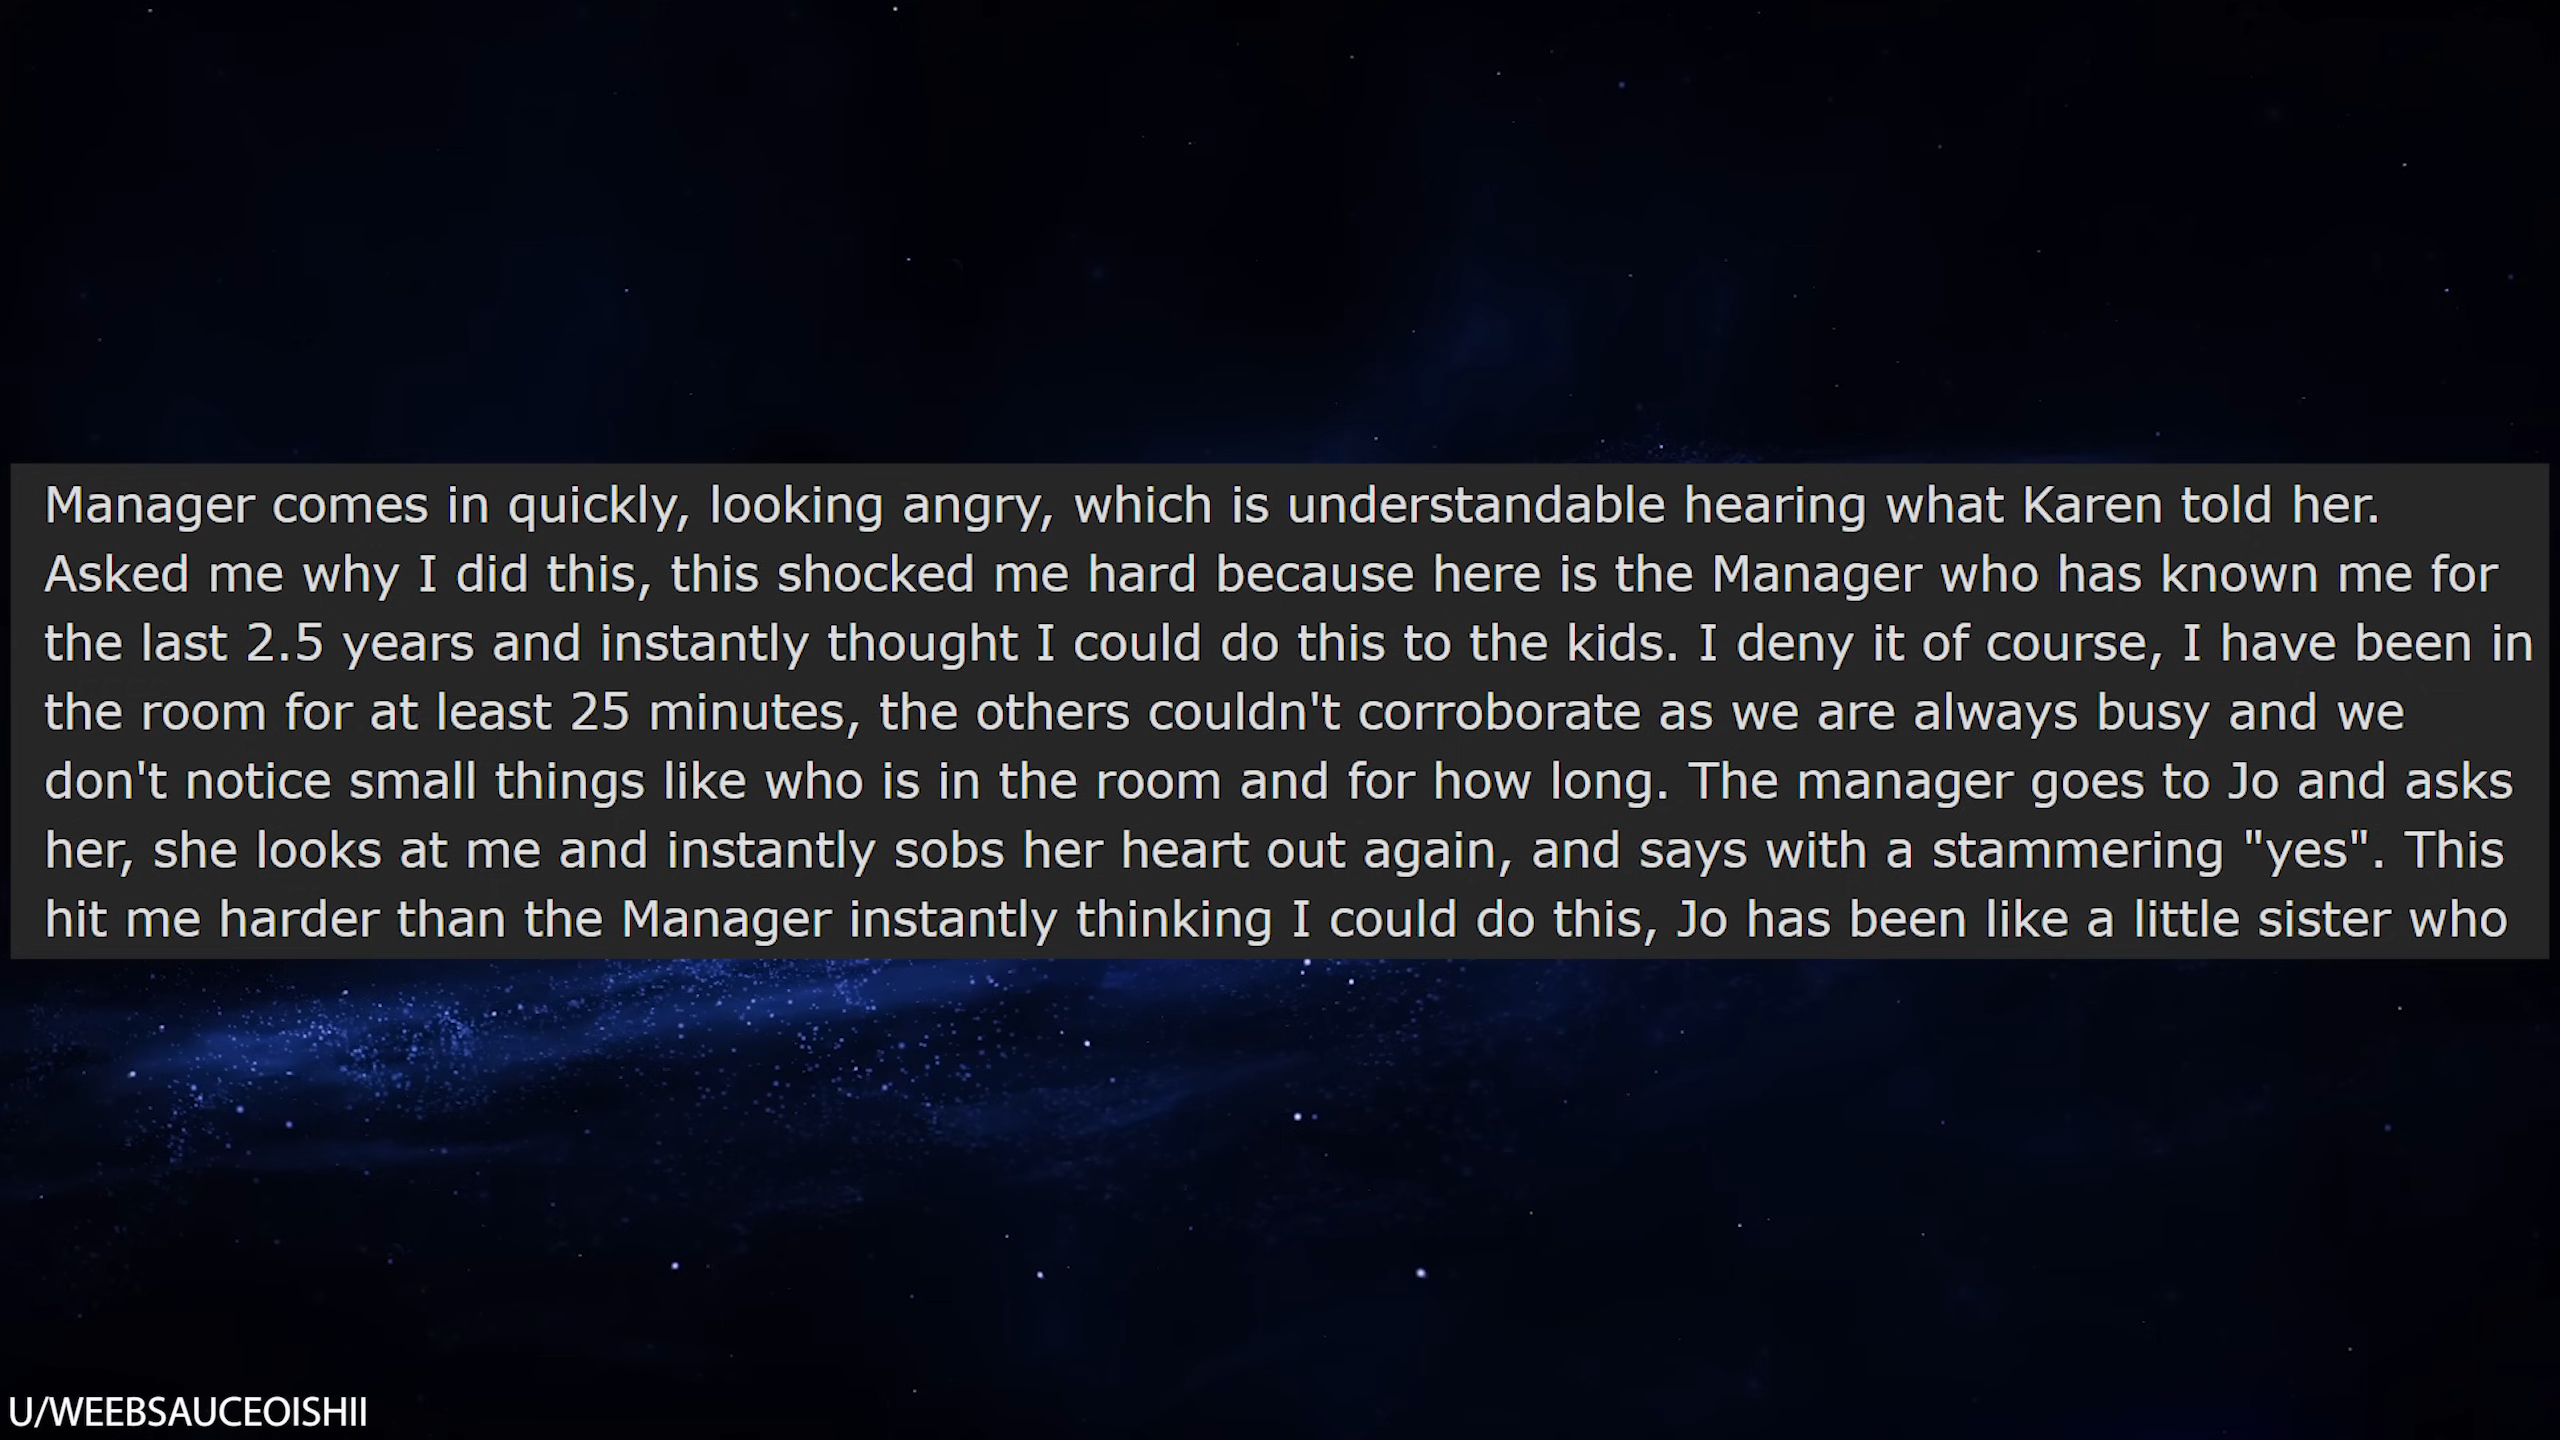 Manager comes in quickly, looking angry, which is understandable hearing what Karen told her.
Asked me why I did this, this shocked me hard because here is the Manager who has known me for
the last 2.5 years and instantly thought I could do this to the kids. I deny it of course, I have been in
the room for at least 25 minutes, the others couldn't corroborate as we are always busy and we
don't notice small things like who is in the room and for how long. The manager goes to Jo and asks
her, she looks at me and instantly sobs her heart out again, and says with a stammering "yes". This
hit me harder than the Manager instantly thinking I could do this, Jo has been like a little sister who
U/WEEBSAUCEOISHII